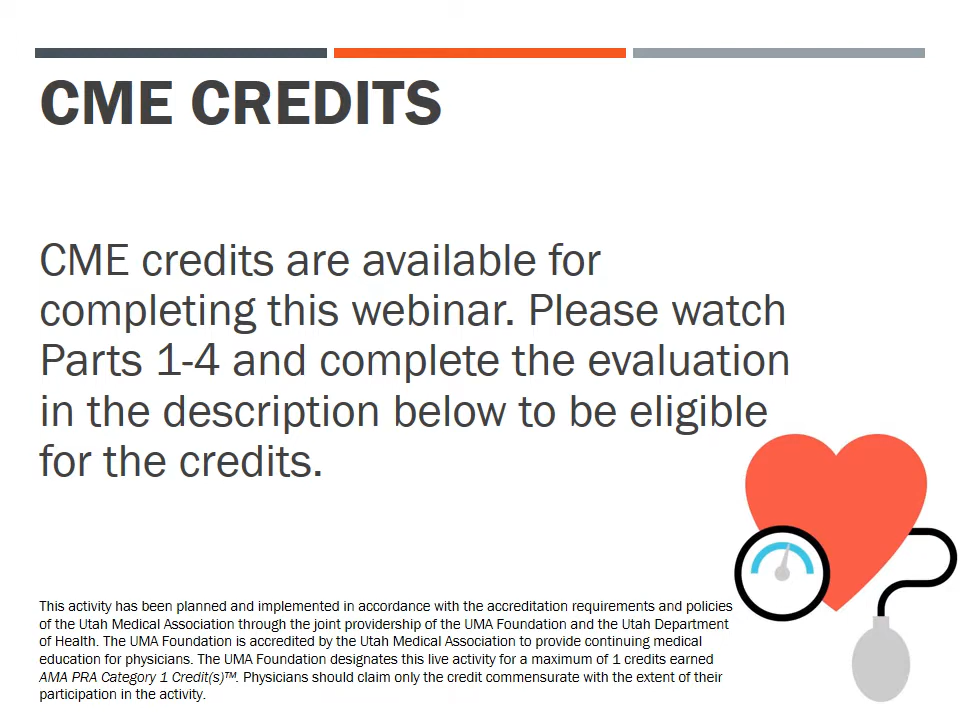 CME CREDITS
CME credits are available for
completing this webinar. Please watch
Parts 1-4 and complete the evaluation
in the description below to be eligible
for the credits.
This activity has been planned and implemented in accordance with the accreditation requirements and policies
of the Utah Medical Association through the joint providership of the UMA Foundation and the Utah Department
of Health. The UMA Foundation is accredited by the Utah Medical Association to provide continuing medical
education for physicians. The UMA Foundation designates this live activity for a maximum of 1 credits earned
AMA PRA Category 1 Credit(s)™. Physicians should claim only the credit commensurate with the extent of their
participation in the activity.